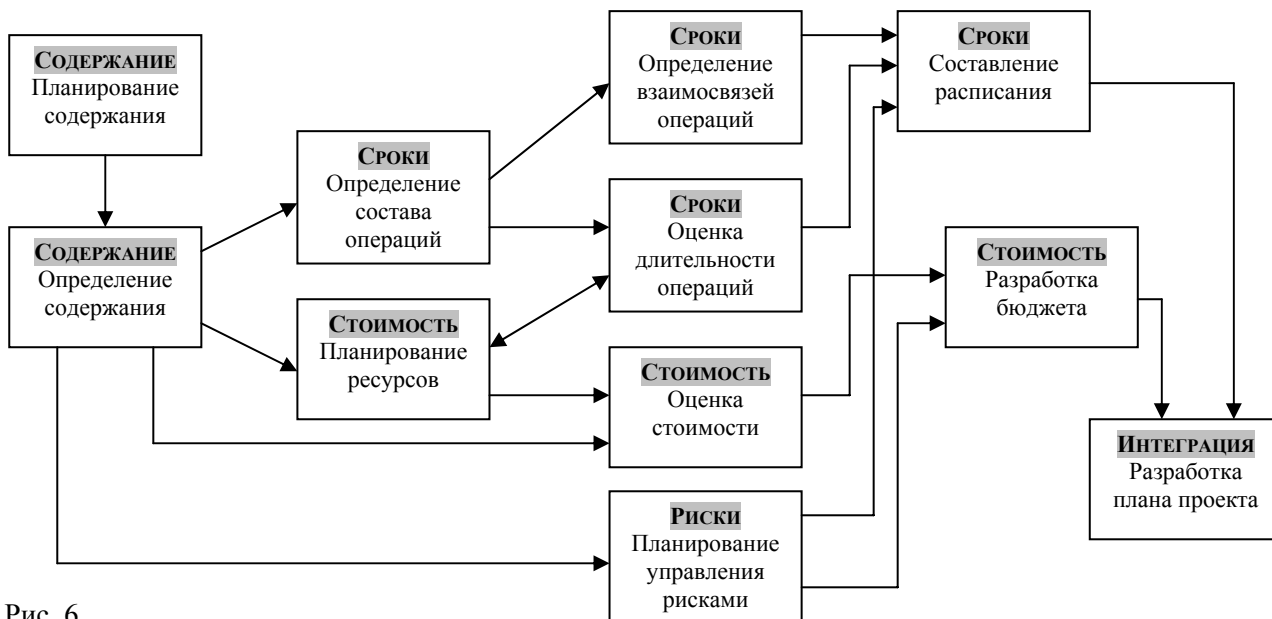 СОДЕРЖАНИЕ
Планирование
содержания
СОДЕРЖАНИЕ
Определение
содержания
СРОКИ
Определение
состава
операций
СТОИМОСТЬ
Планирование
ресурсов
СРОКИ
Определение
взаимосвязей
операций
СРОКИ
Оценка
длительности
операций
СТОИМОСТЬ
Оценка
стоимости
РИСКИ
Планирование
управления
рисками
СРОКИ
Составление
расписания
СТОИМОСТЬ
Разработка
бюджета
ИНТЕГРАЦИЯ
Разработка
плана проекта
Рис. 6